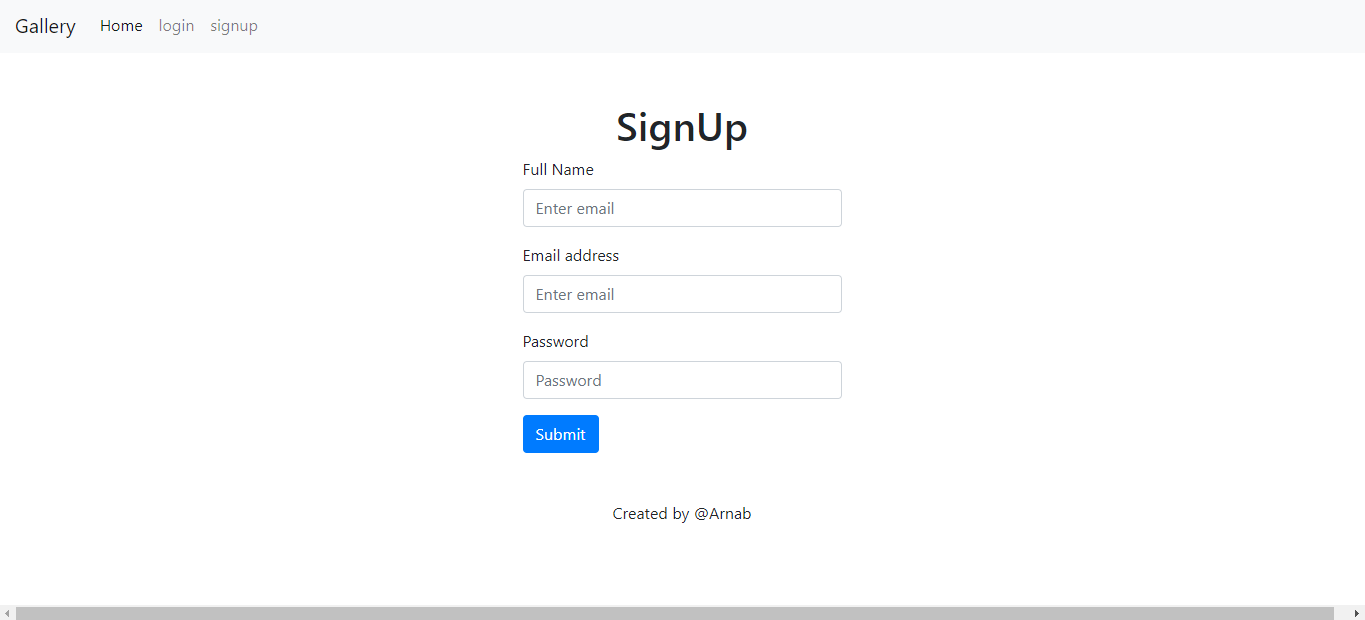 Gallery Home login signup
SignUp
Full Name
Enter email
Email address
Enter email
Password
Password
Submit
Created by @Arnab